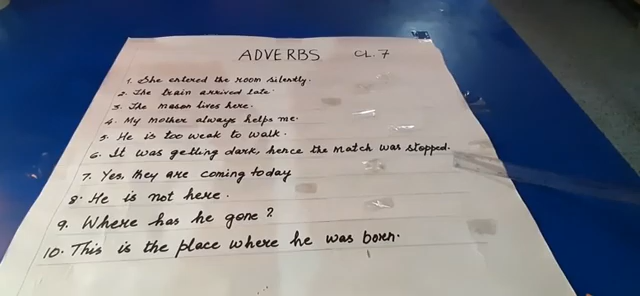 ADVERBS CL. 7
1. She entered the room silently.
2. The train arrived late.
3. The mason lives here.
4. My mother always helps me.
5. He is too weak to walk.
6. It was getting dark, hence the match was stopped.
7. Yes, they are coming today
8. He is not here.
9. Where has he gone?
10. This is the place where he was born.